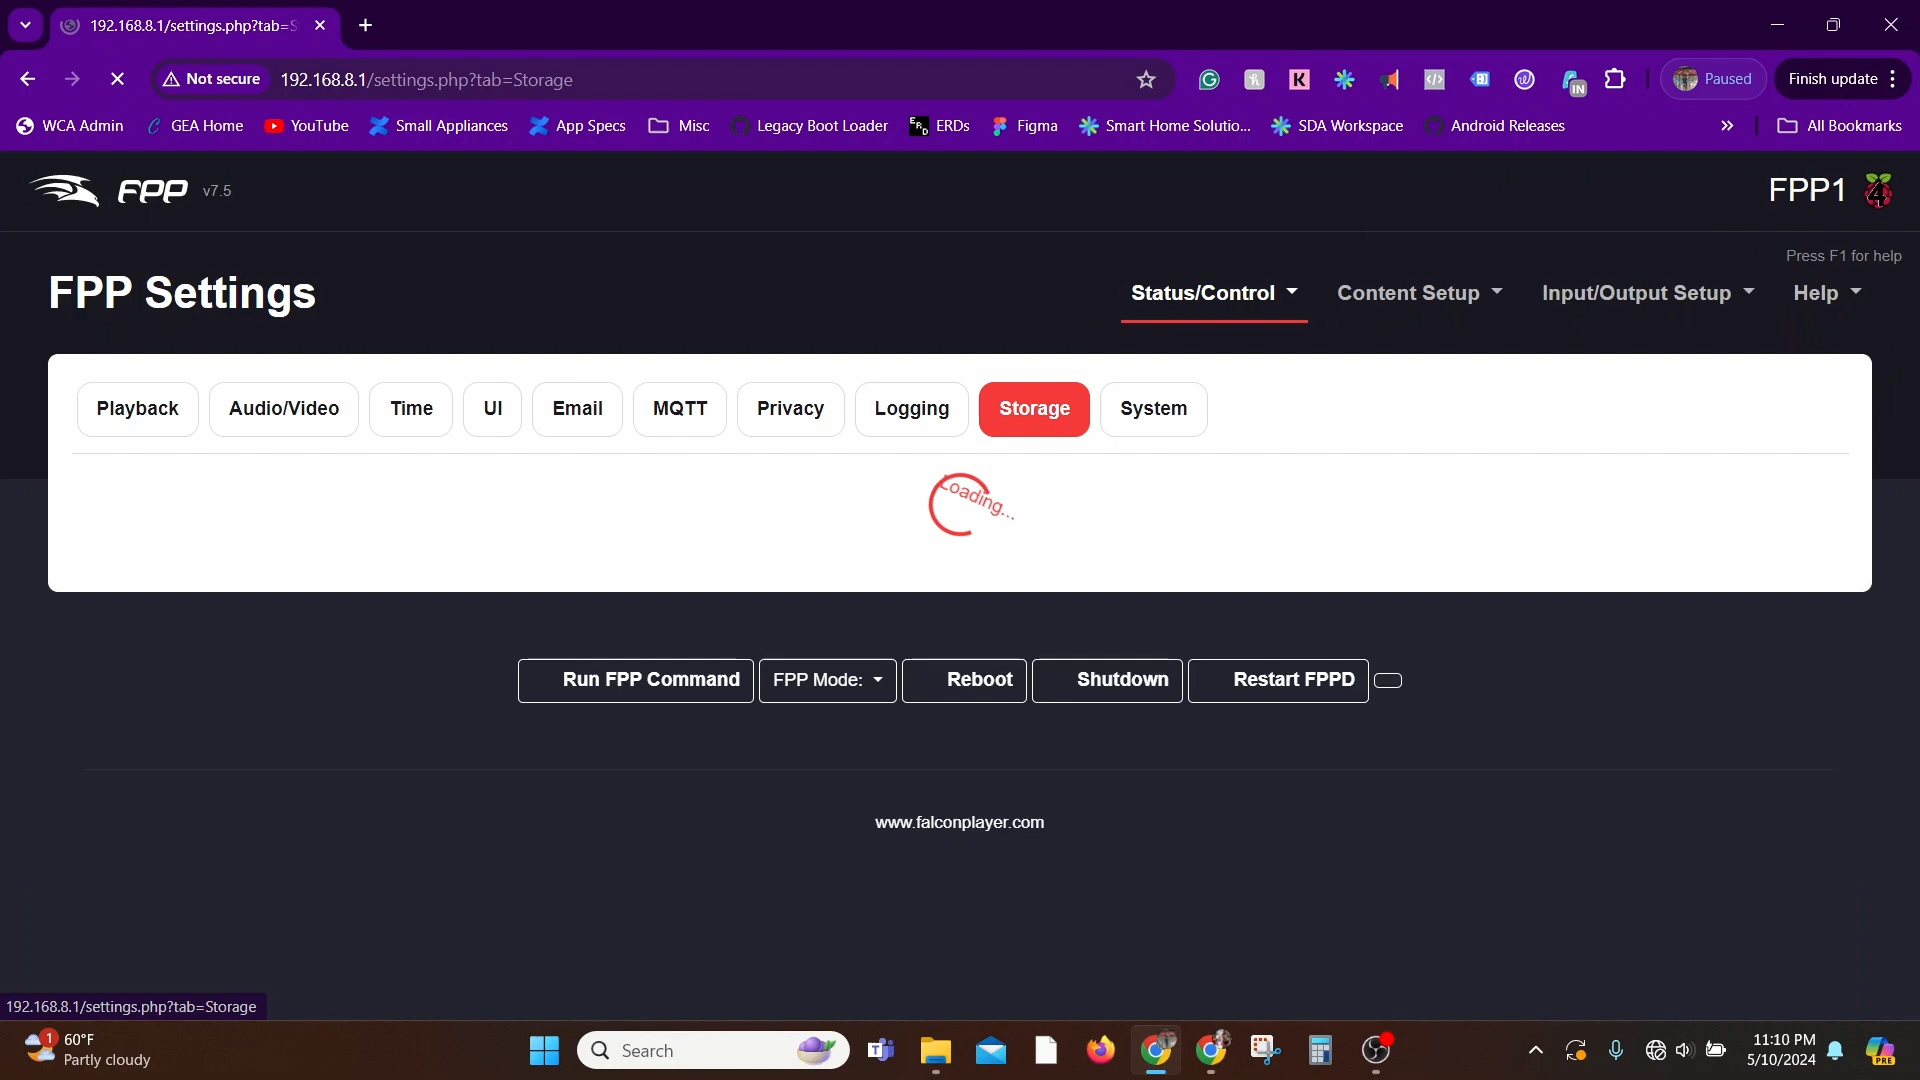 192.168.8.1/settings.php?tab=S
Not secure
192.168.8.1/settings.php?tab=Storage
IN
Paused
Finish update
WCA Admin
GEA Home
YouTube
Small Appliances
App Specs
Misc
Legacy Boot Loader
ERDs
Figma
Smart Home Solutio...
SDA Workspace
Android Releases
All Bookmarks
FPP
v7.5
FPP1
4
Press F1 for help
FPP Settings
Status/Control
Content Setup
Input/Output Setup
Help
Playback
Audio/Video
Time
UI
Email
MQTT
Privacy
Logging
Storage
System
Loading...
Run FPP Command
FPP Mode:
Reboot
Shutdown
Restart FPPD
www.falconplayer.com
192.168.8.1/settings.php?tab=Storage
1
60°F
Partly cloudy
Search
11:10 PM
5/10/2024
PRE